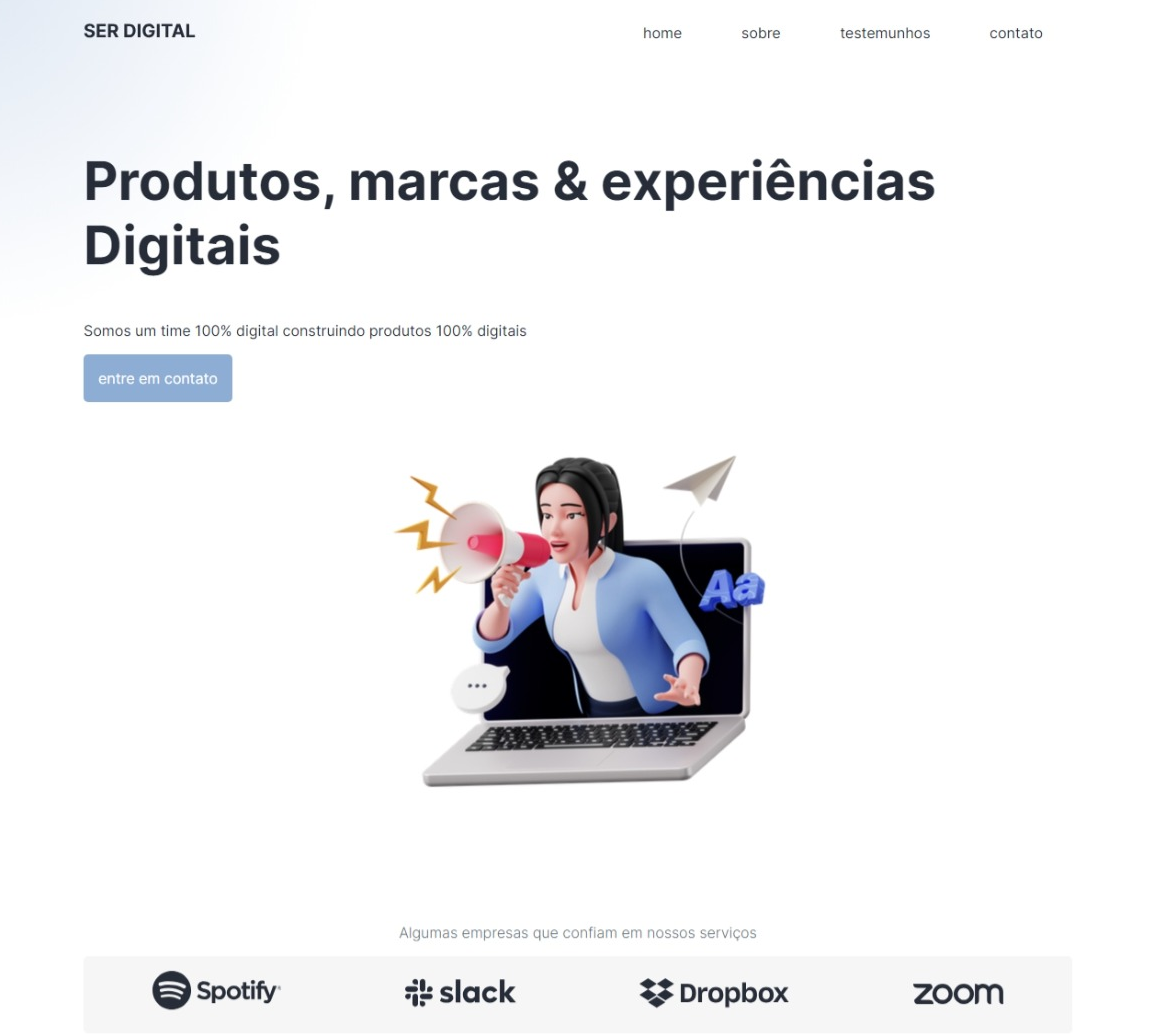 SER DIGITAL
home sobre testemunhos contato
Produtos, marcas & experiências
Digitais
Somos um time 100% digital construindo produtos 100% digitais
entre em contato
Aa
Algumas empresas que confiam em nossos serviços
Spotify slack Dropbox zoom